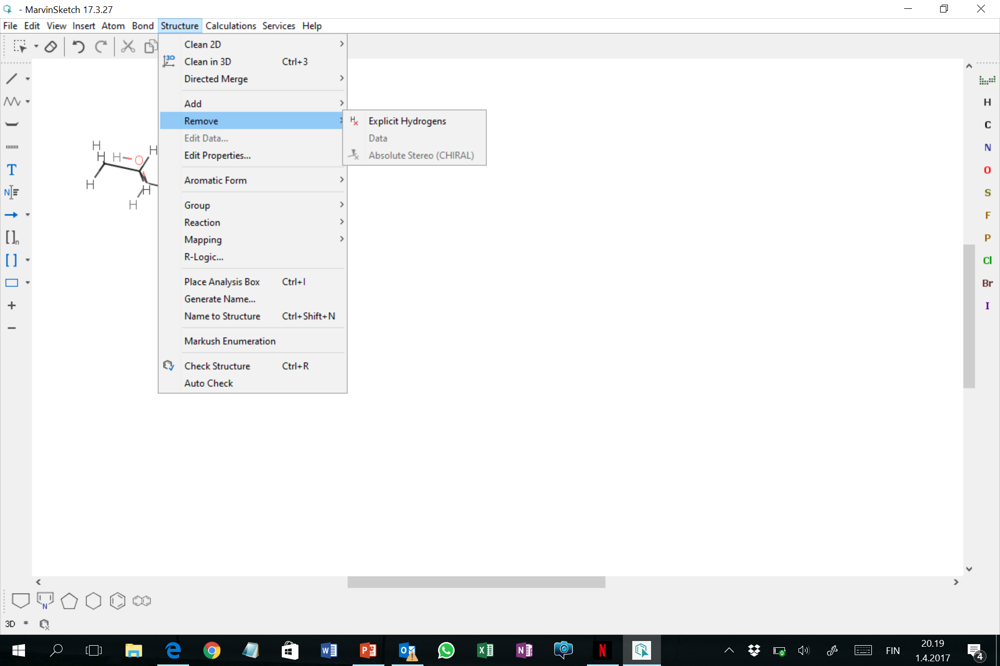 - MarvinSketch 17.3.27
File Edit View Insert Atom Bond Structure Calculations Services Help
Clean 2D
3D Clean in 3D Ctrl+3
Directed Merge
Add
Remove
Edit Data...
Edit Properties...
Aromatic Form
Group
Reaction
Mapping
R-Logic...
Place Analysis Box Ctrl+I
Generate Name...
Name to Structure Ctrl+Shift+N
Markush Enumeration
Check Structure Ctrl+R
Auto Check
H Explicit Hydrogens
Data
Absolute Stereo (CHIRAL)
T
N
[ ]n
[ ]
+
−
H
H H O H
H
H
H
H
C
N
O
S
F
P
Cl
Br
I
N
3D *
W P O X N N FIN
20.19
1.4.2017
4